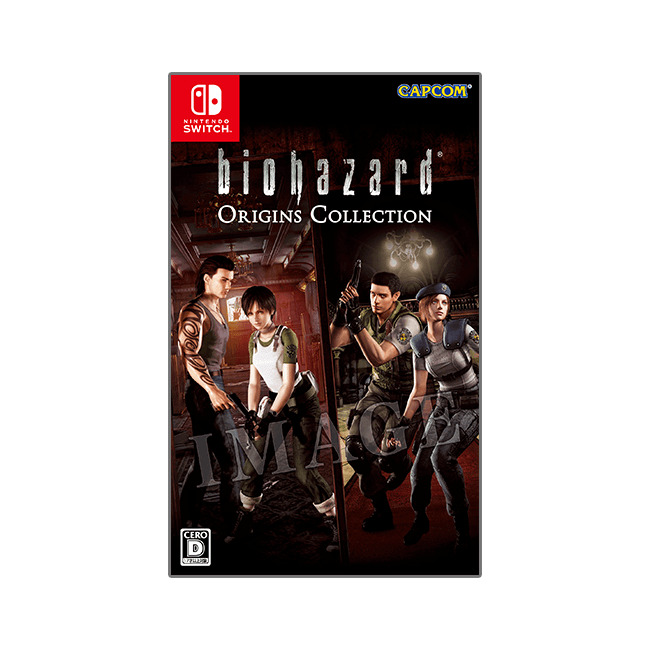 NINTENDO
SWITCH
CAPCOM
biohazard®
ORIGINS COLLECTION
IMAGE
CERO
D